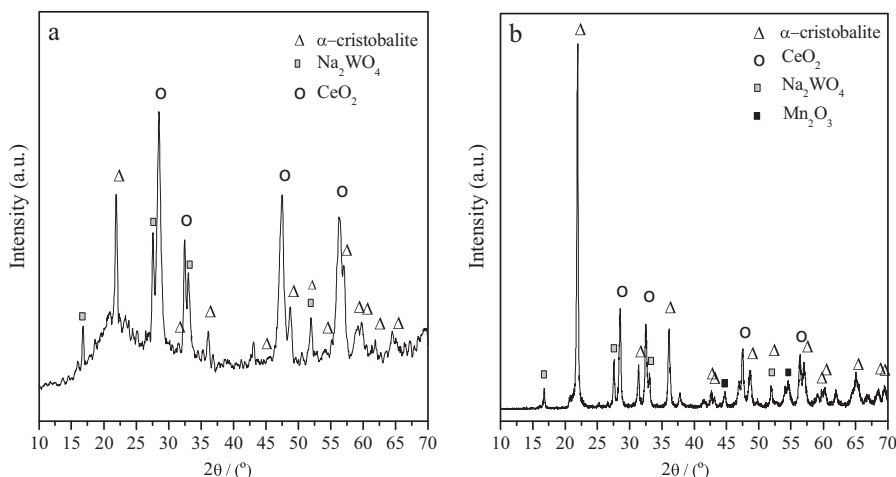 a
Δ α−cristobalite
Na₂WO₄
o CeO₂
Intensity (a.u.)
10 15 20 25 30 35 40 45 50 55 60 65 70
2θ / (º)
b
Δ α−cristobalite
o CeO₂
Na₂WO₄
Mn₂O₃
Intensity (a.u.)
10 15 20 25 30 35 40 45 50 55 60 65 70
2θ / (º)